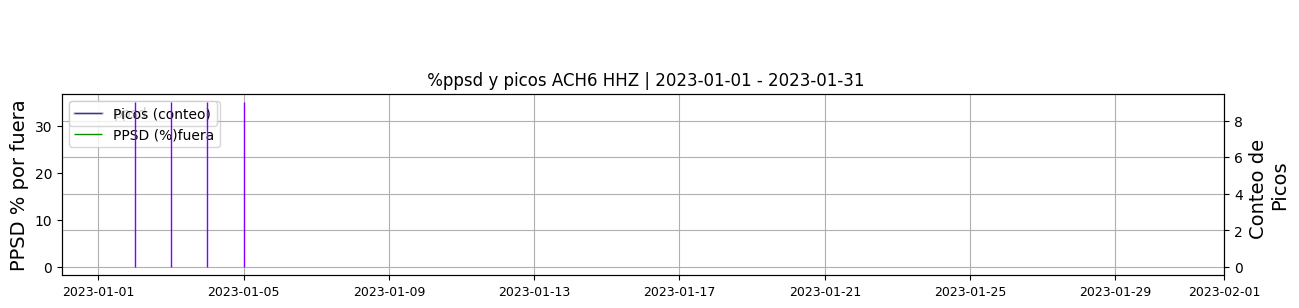 %ppsd y picos ACH6 HHZ | 2023-01-01 - 2023-01-31
PPSD % por fuera
30
20
10
0
Picos (conteo)
PPSD (%)fuera
8
6
4
2
0
Conteo de
Picos
2023-01-01 2023-01-05 2023-01-09 2023-01-13 2023-01-17 2023-01-21 2023-01-25 2023-01-29 2023-02-01